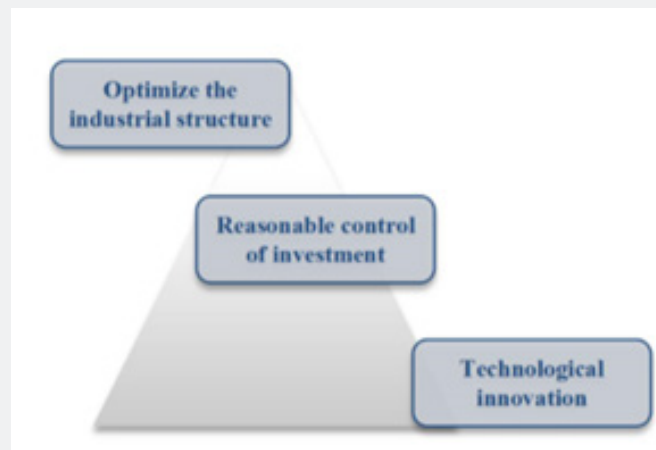 Optimize the
industrial structure
Reasonable control
of investment
Technological
innovation